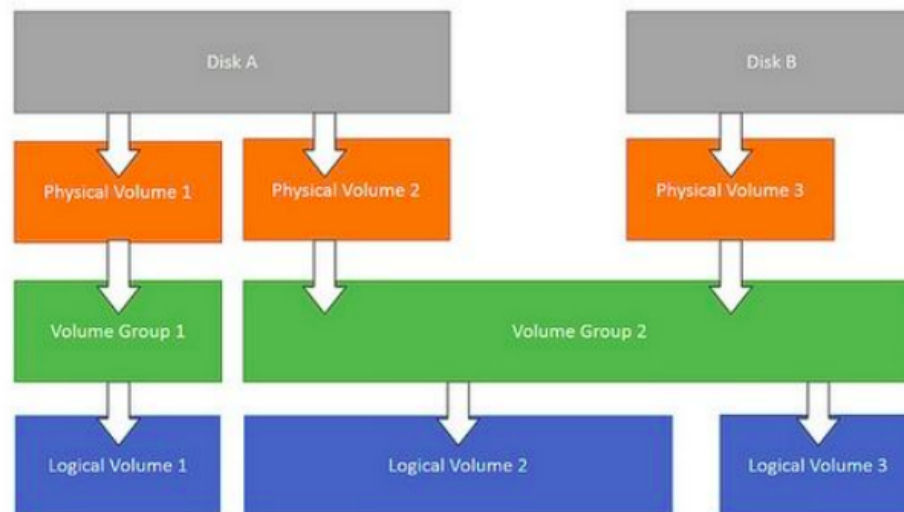 Disk A
Disk B
Physical Volume 1
Physical Volume 2
Physical Volume 3
Volume Group 1
Volume Group 2
Logical Volume 1
Logical Volume 2
Logical Volume 3